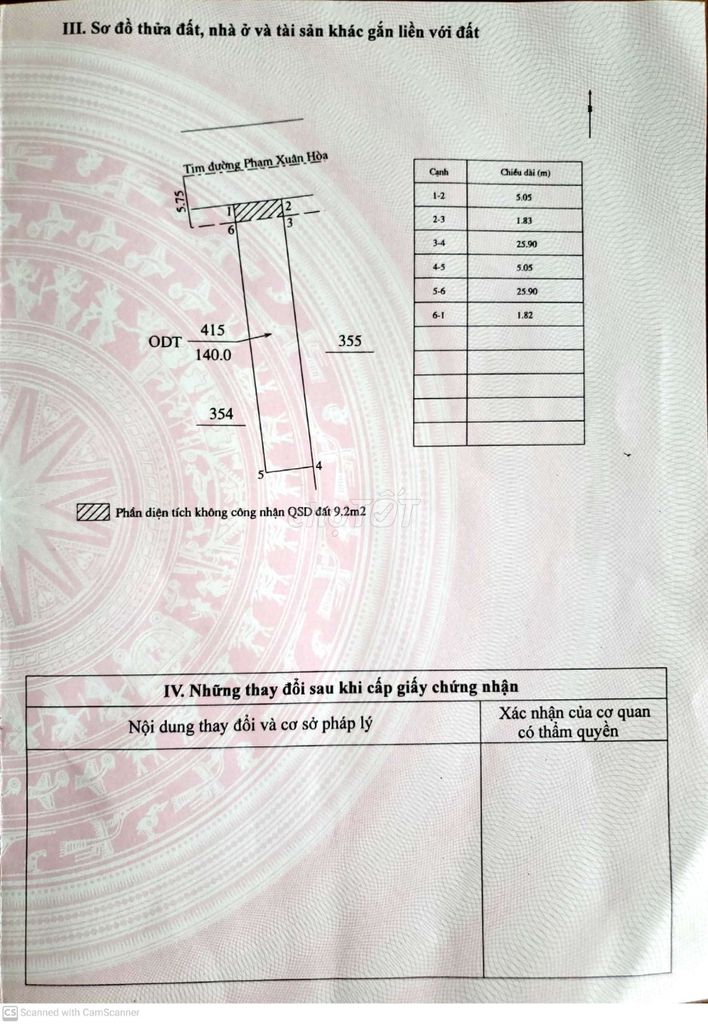 III. Sơ đồ thửa đất, nhà ở và tài sản khác gắn liền với đất
Tim đường Phạm Xuân Hòa
5.75
1
2
6
3
ODT 415
140.0
355
354
5
4
Cạnh Chiều dài (m)
1-2 5.05
2-3 1.83
3-4 25.90
4-5 5.05
5-6 25.90
6-1 1.82
Phần diện tích không công nhận QSD đất 9,2m2
chợTỐT
IV. Những thay đổi sau khi cấp giấy chứng nhận
Nội dung thay đổi và cơ sở pháp lý
Xác nhận của cơ quan
có thẩm quyền
CS Scanned with CamScanner